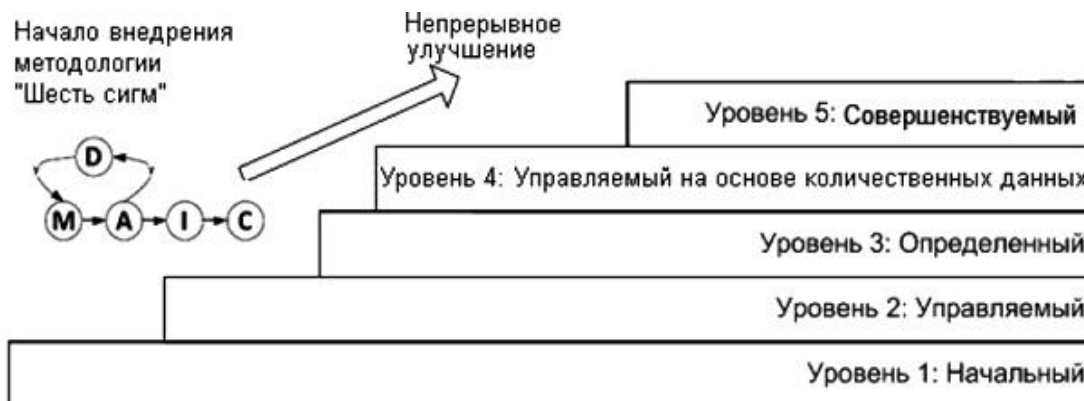 Начало внедрения
методологии
"Шесть сигм"
Непрерывное
улучшение
D
M A I C
Уровень 5: Совершенствуемый
Уровень 4: Управляемый на основе количественных данных
Уровень 3: Определенный
Уровень 2: Управляемый
Уровень 1: Начальный